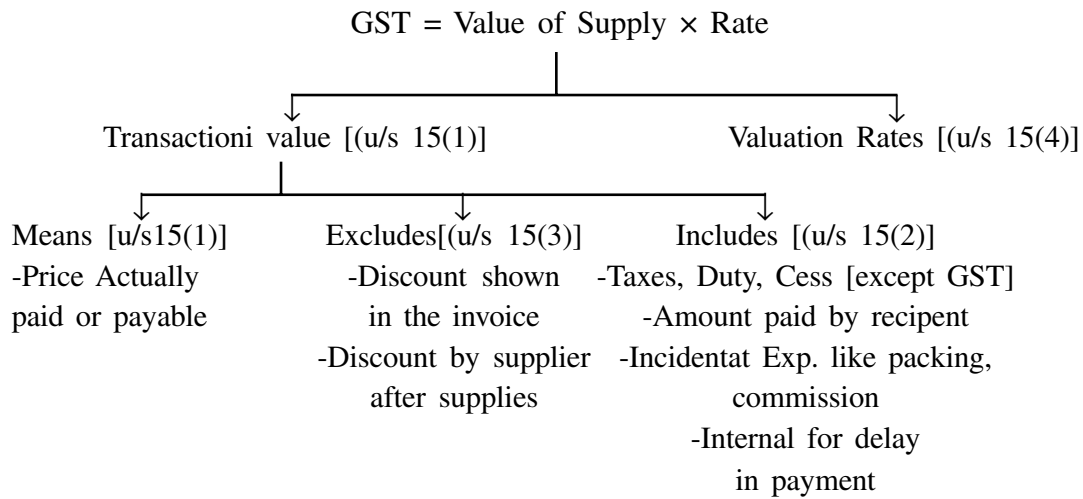 GST = Value of Supply × Rate
Transactioni value [(u/s 15(1)]
Valuation Rates [(u/s 15(4)]
Means [u/s15(1)]
-Price Actually
paid or payable
Excludes[(u/s 15(3)]
-Discount shown
in the invoice
-Discount by supplier
after supplies
Includes [(u/s 15(2)]
-Taxes, Duty, Cess [except GST]
-Amount paid by recipent
-Incidentat Exp. like packing,
commission
-Internal for delay
in payment